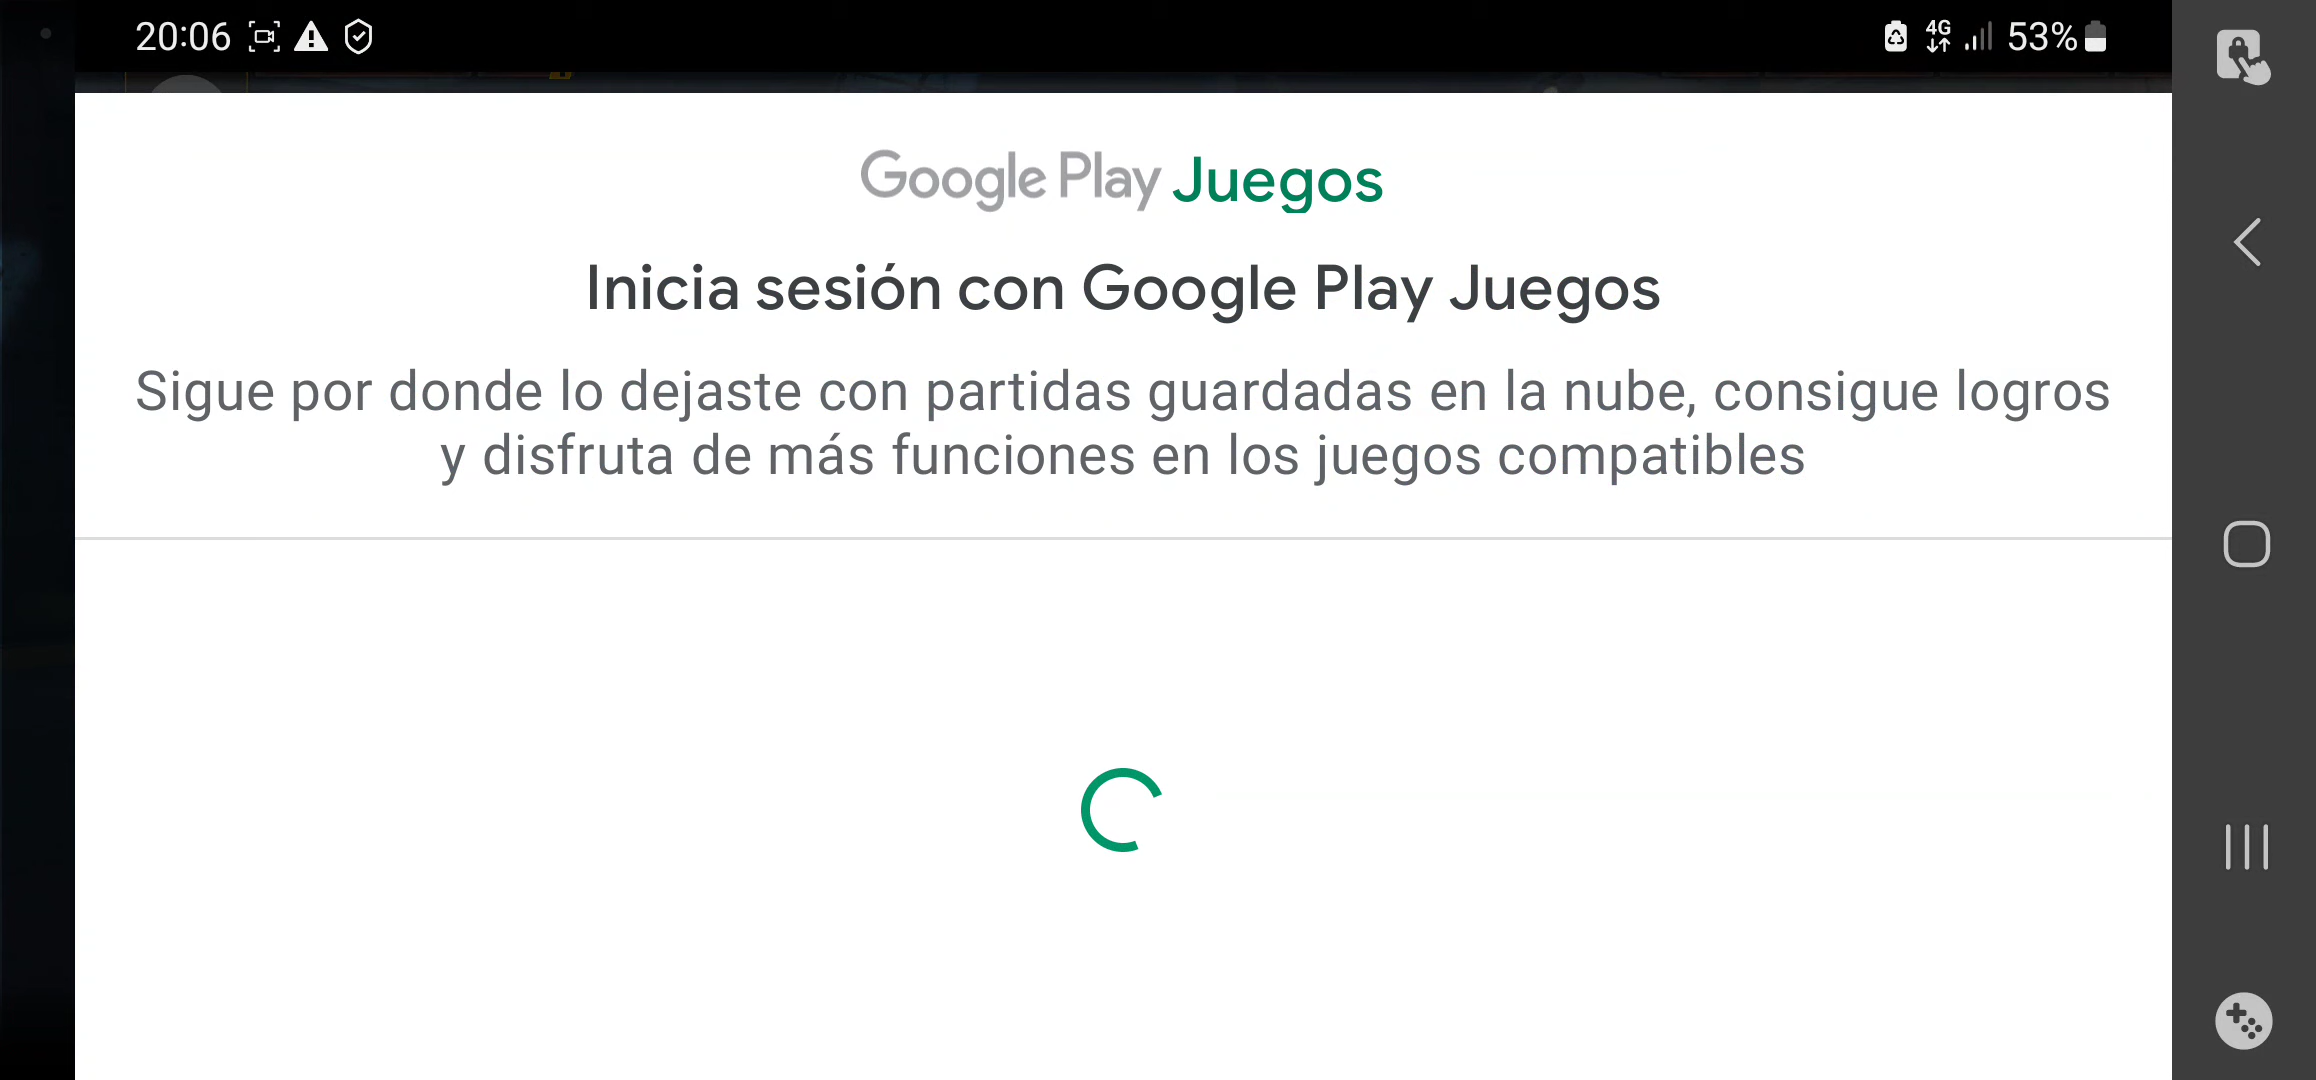 20:06
4G
53%
Google Play Juegos
Inicia sesión con Google Play Juegos
Sigue por donde lo dejaste con partidas guardadas en la nube, consigue logros
y disfruta de más funciones en los juegos compatibles